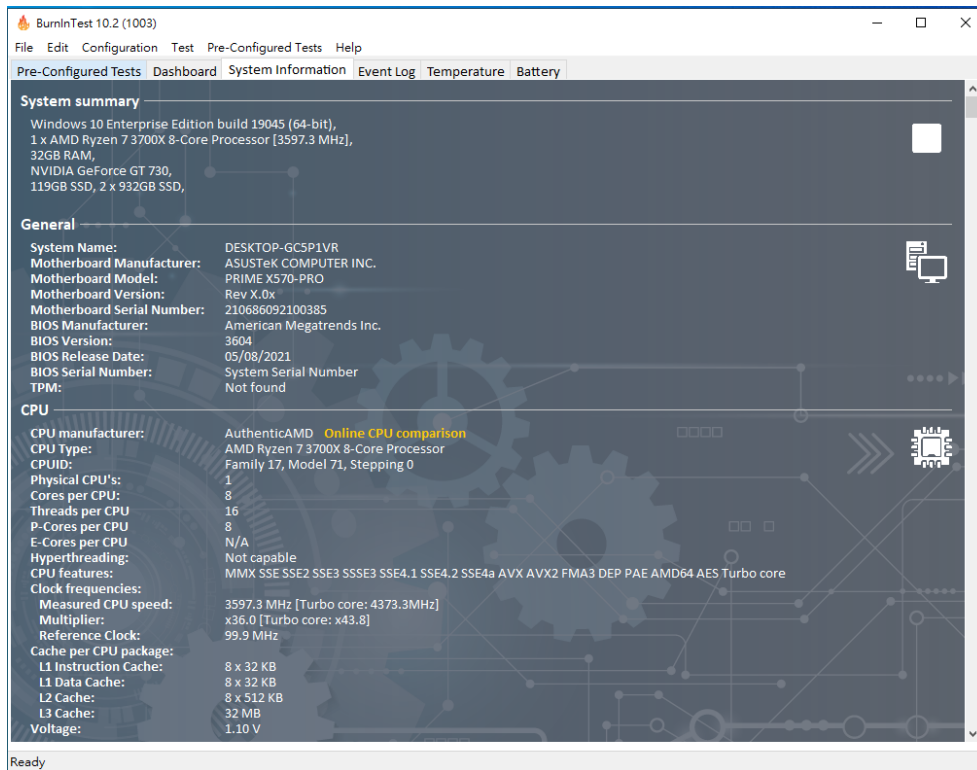 BurnInTest 10.2 (1003)
File Edit Configuration Test Pre-Configured Tests Help
Pre-Configured Tests Dashboard System Information Event Log Temperature Battery
System summary
Windows 10 Enterprise Edition build 19045 (64-bit),
1 x AMD Ryzen 7 3700X 8-Core Processor [3597.3 MHz],
32GB RAM,
NVIDIA GeForce GT 730,
119GB SSD, 2 x 932GB SSD,
General
System Name: DESKTOP-GC5P1VR
Motherboard Manufacturer: ASUSTeK COMPUTER INC.
Motherboard Model: PRIME X570-PRO
Motherboard Version: Rev X.0x
Motherboard Serial Number: 210686092100385
BIOS Manufacturer: American Megatrends Inc.
BIOS Version: 3604
BIOS Release Date: 05/08/2021
BIOS Serial Number: System Serial Number
TPM: Not found
CPU
CPU manufacturer: AuthenticAMD Online CPU comparison
CPU Type: AMD Ryzen 7 3700X 8-Core Processor
CPUID: Family 17, Model 71, Stepping 0
Physical CPU's: 1
Cores per CPU: 8
Threads per CPU 16
P-Cores per CPU 8
E-Cores per CPU N/A
Hyperthreading: Not capable
CPU features: MMX SSE SSE2 SSE3 SSSE3 SSE4.1 SSE4.2 SSE4a AVX AVX2 FMA3 DEP PAE AMD64 AES Turbo core
Clock frequencies:
Measured CPU speed: 3597.3 MHz [Turbo core: 4373.3MHz]
Multiplier: x36.0 [Turbo core: x43.8]
Reference Clock: 99.9 MHz
Cache per CPU package:
L1 Instruction Cache: 8 x 32 KB
L1 Data Cache: 8 x 32 KB
L2 Cache: 8 x 512 KB
L3 Cache: 32 MB
Voltage: 1.10 V
Ready